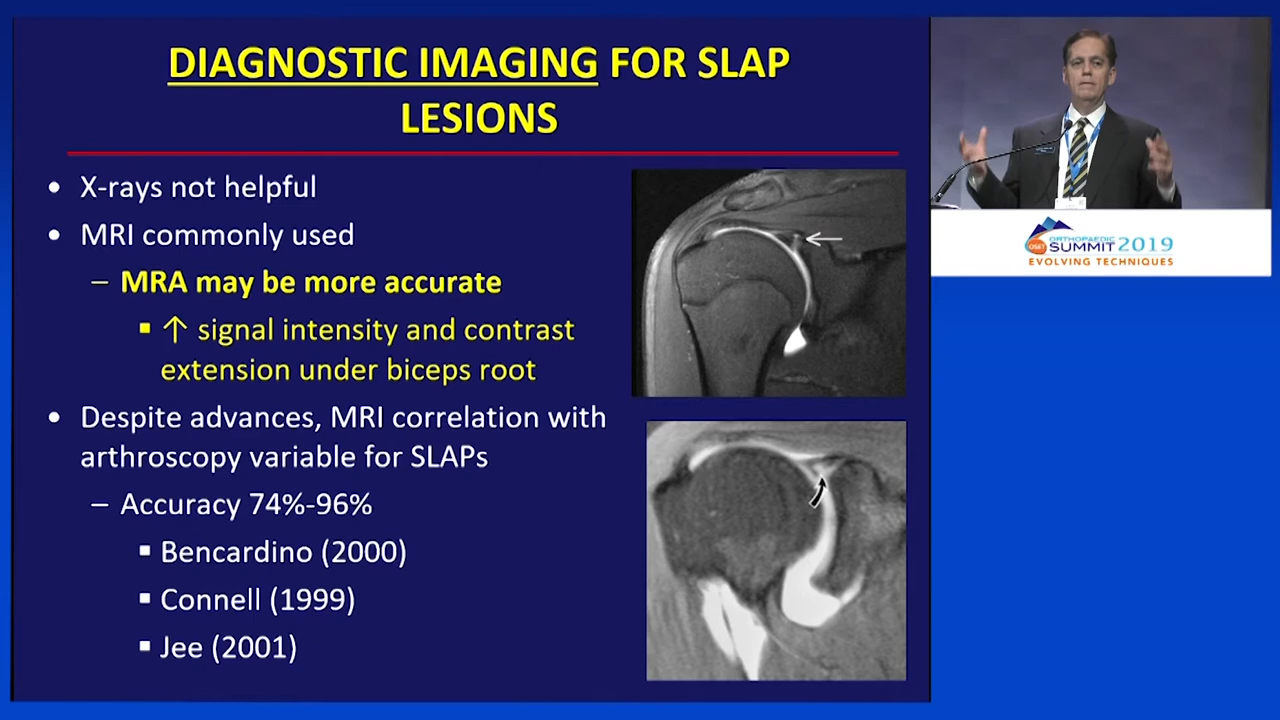 DIAGNOSTIC IMAGING FOR SLAP
LESIONS
• X-rays not helpful
• MRI commonly used
– MRA may be more accurate
▪ ↑ signal intensity and contrast
extension under biceps root
• Despite advances, MRI correlation with
arthroscopy variable for SLAPs
– Accuracy 74%-96%
▪ Bencardino (2000)
▪ Connell (1999)
▪ Jee (2001)
OSET
ORTHOPAEDIC
SUMMIT 2019
EVOLVING TECHNIQUES